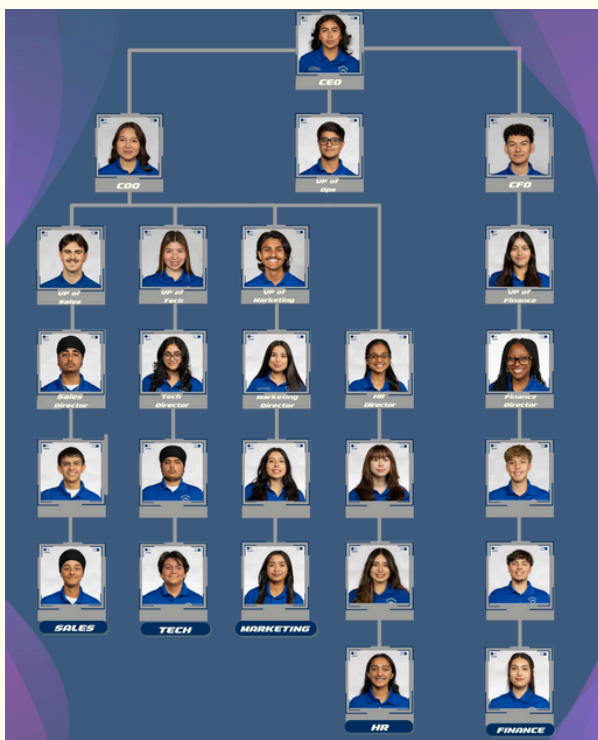 CEO
COO
VP of
Ops
CFO
VP of
Sales
VP of
Tech
VP of
Marketing
VP of
Finance
Sales
Director
Tech
Director
Marketing
Director
HR
Director
Finance
Director
SALES
TECH
MARKETING
HR
FINANCE